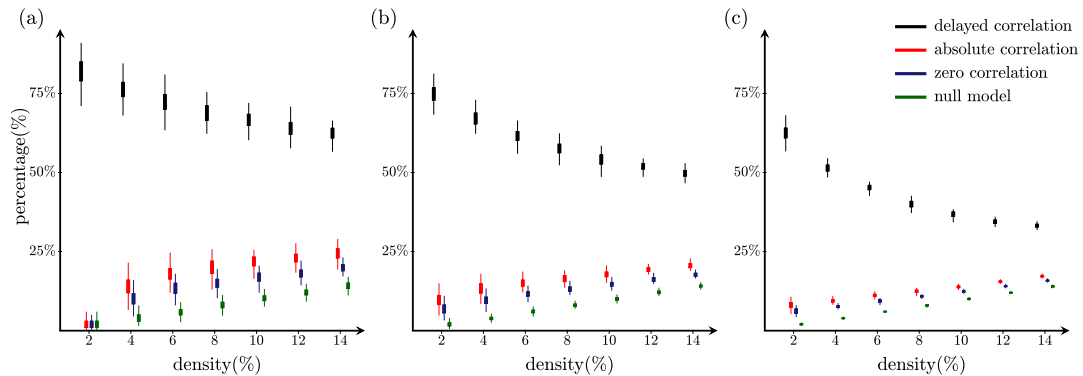 (a)
percentage(%)
75%
50%
25%
2 4 6 8 10 12 14
density(%)
(b)
75%
50%
25%
2 4 6 8 10 12 14
density(%)
(c)
75%
50%
25%
2 4 6 8 10 12 14
density(%)
delayed correlation
absolute correlation
zero correlation
null model